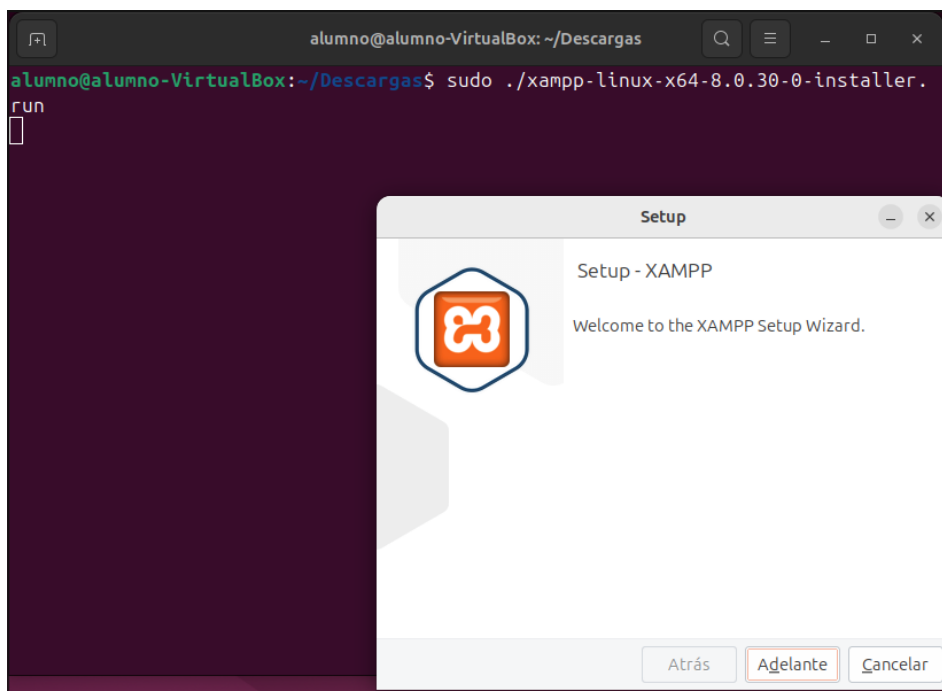 alumno@alumno-VirtualBox: ~/Descargas
alumno@alumno-VirtualBox:~/Descargas$ sudo ./xampp-linux-x64-8.0.30-0-installer.
run
Setup
Setup - XAMPP
Welcome to the XAMPP Setup Wizard.
Atrás
Adelante
Cancelar